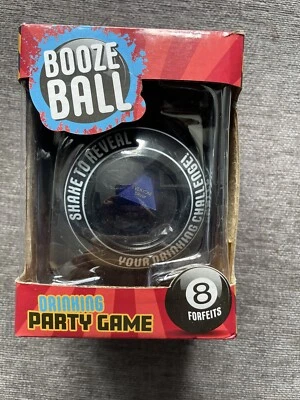 BOOZE
BALL
SHAKE TO REVEAL
YOUR DRINKING CHALLENGE!
DRINKING
PARTY GAME
8
FORFEITS